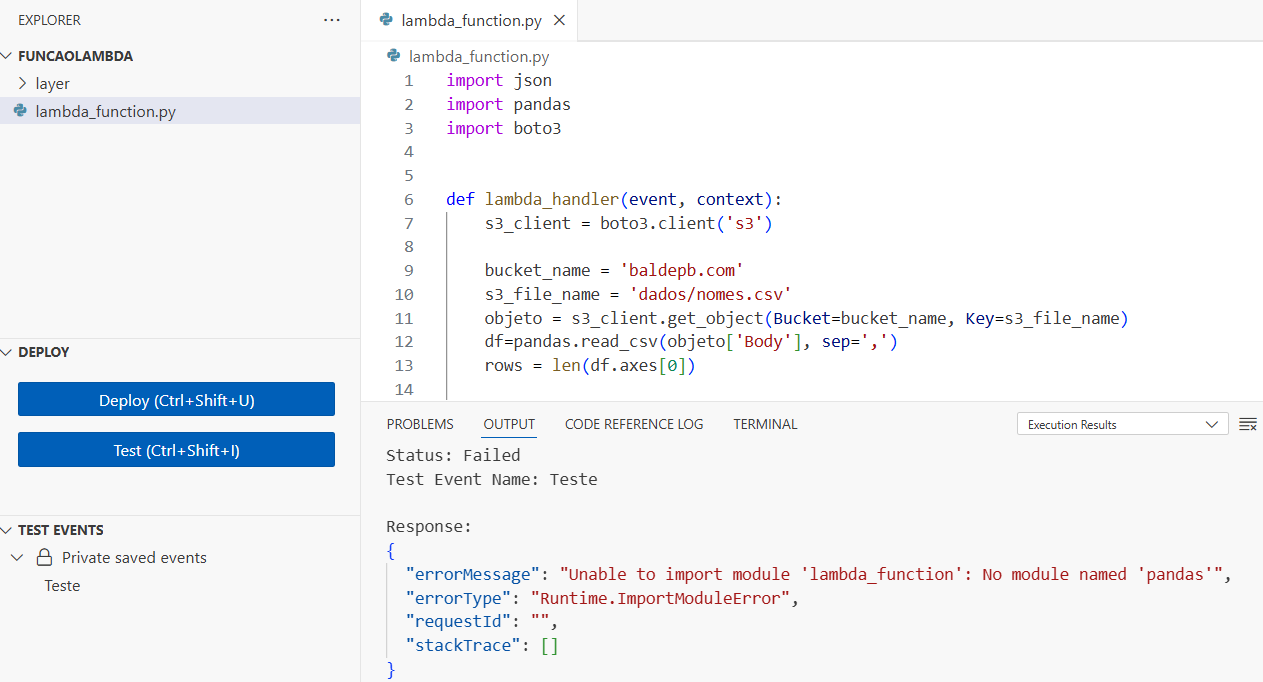 EXPLORER
···
FUNCAOLAMBDA
layer
lambda_function.py
DEPLOY
Deploy (Ctrl+Shift+U)
Test (Ctrl+Shift+I)
TEST EVENTS
Private saved events
Teste
lambda_function.py
lambda_function.py
1 import json
2 import pandas
3 import boto3
4
5
6 def lambda_handler(event, context):
7 s3_client = boto3.client('s3')
8
9 bucket_name = 'baldepb.com'
10 s3_file_name = 'dados/nomes.csv'
11 objeto = s3_client.get_object(Bucket=bucket_name, Key=s3_file_name)
12 df=pandas.read_csv(objeto['Body'], sep=',')
13 rows = len(df.axes[0])
14
PROBLEMS OUTPUT CODE REFERENCE LOG TERMINAL Execution Results
Status: Failed
Test Event Name: Teste
Response:
{
"errorMessage": "Unable to import module 'lambda_function': No module named 'pandas'",
"errorType": "Runtime.ImportModuleError",
"requestId": "",
"stackTrace": []
}